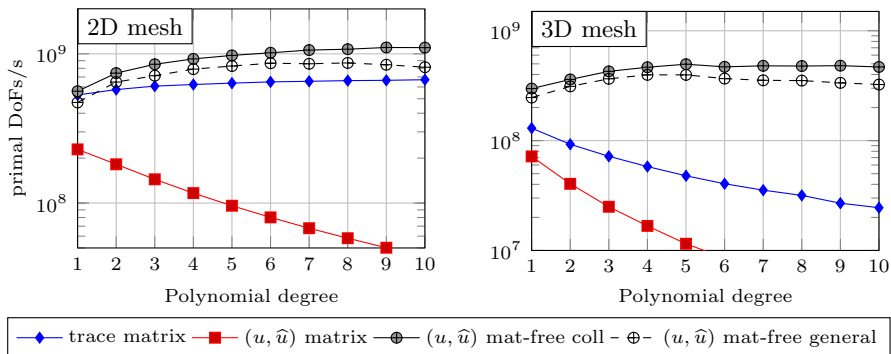 2D mesh
3D mesh
primal DoFs/s
10^9
10^8
1 2 3 4 5 6 7 8 9 10
Polynomial degree
10^9
10^8
10^7
1 2 3 4 5 6 7 8 9 10
Polynomial degree
trace matrix (u, û) matrix (u, û) mat-free coll (u, û) mat-free general